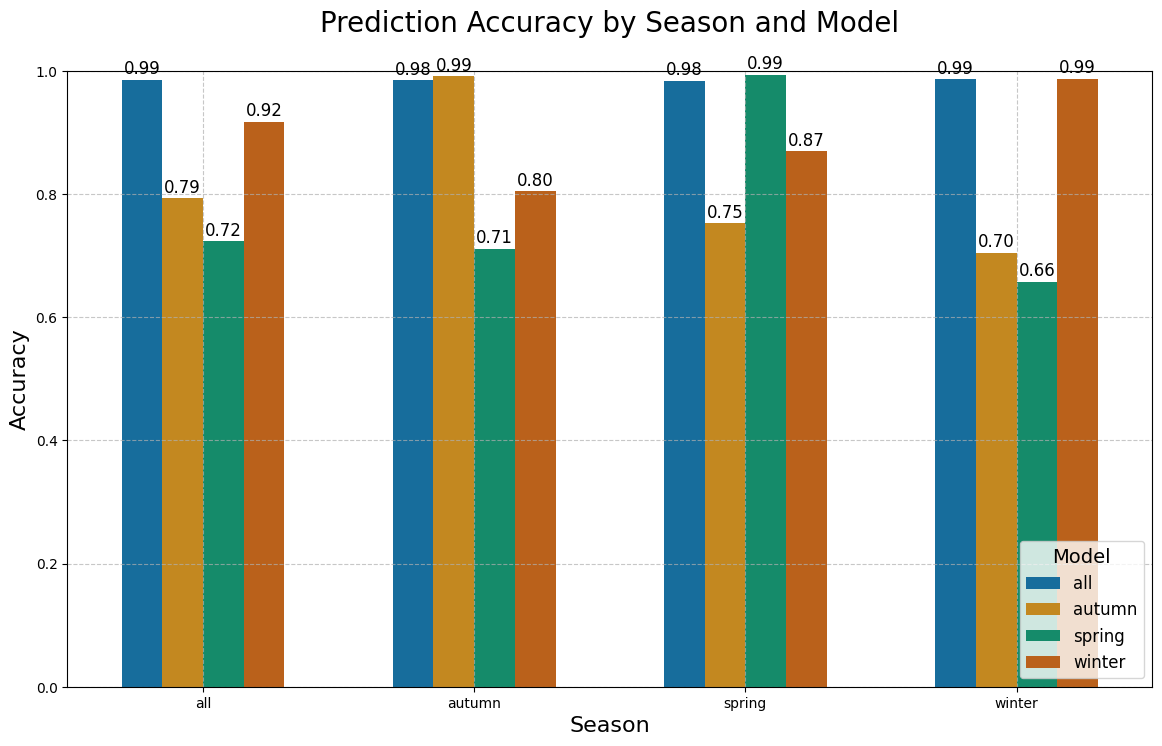 Prediction Accuracy by Season and Model
1.0
0.8
0.6
0.4
0.2
0.0
Accuracy
0.99
0.79
0.72
0.92
0.98
0.99
0.71
0.80
0.98
0.75
0.99
0.87
0.99
0.70
0.66
0.99
Model
all
autumn
spring
winter
all
autumn
spring
winter
Season